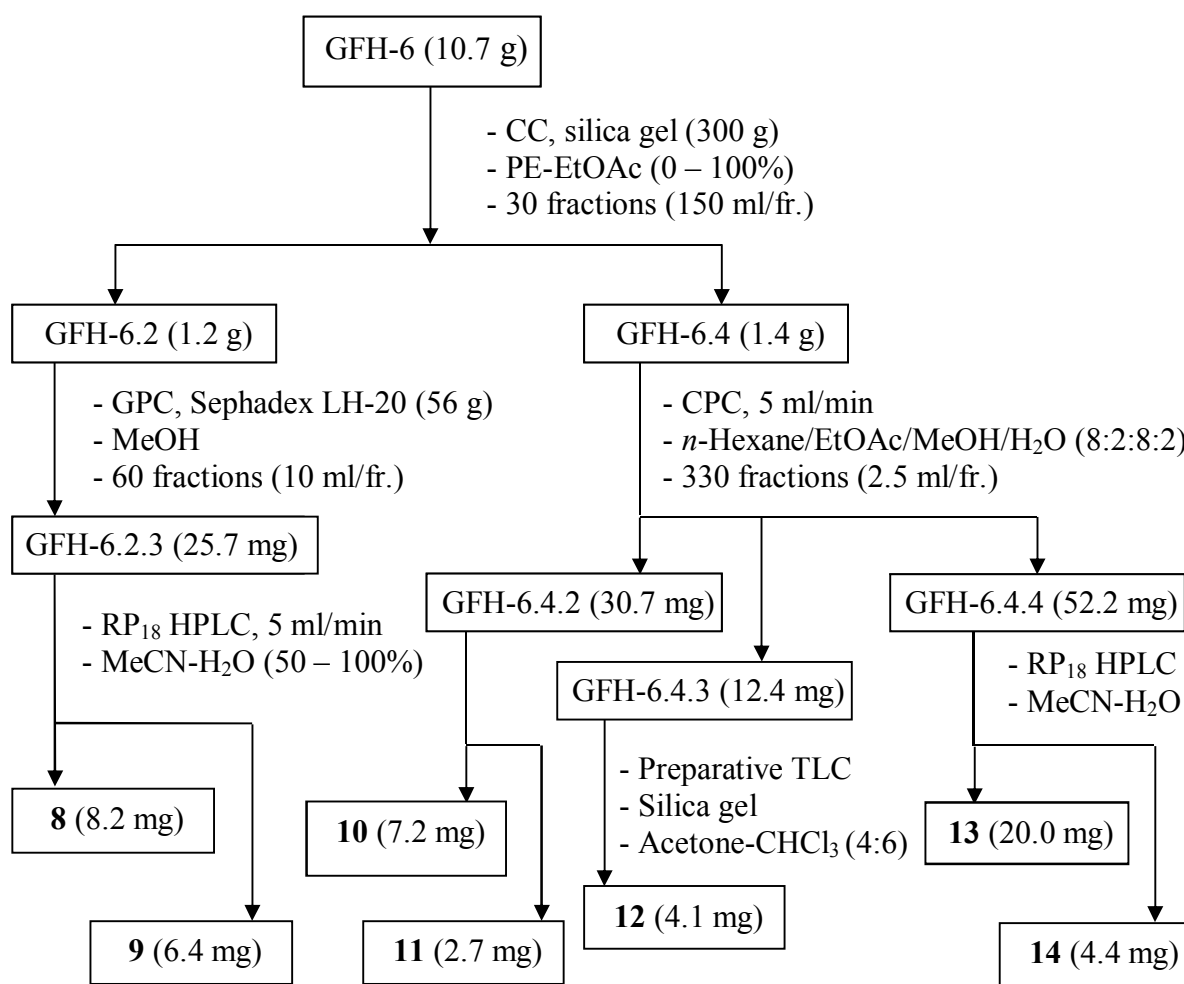 GFH-6 (10.7 g)
- CC, silica gel (300 g)
- PE-EtOAc (0 – 100%)
- 30 fractions (150 ml/fr.)
GFH-6.2 (1.2 g)
GFH-6.4 (1.4 g)
- GPC, Sephadex LH-20 (56 g)
- MeOH
- 60 fractions (10 ml/fr.)
- CPC, 5 ml/min
- n-Hexane/EtOAc/MeOH/H₂O (8:2:8:2)
- 330 fractions (2.5 ml/fr.)
GFH-6.2.3 (25.7 mg)
GFH-6.4.2 (30.7 mg)
GFH-6.4.4 (52.2 mg)
- RP₁₈ HPLC, 5 ml/min
- MeCN-H₂O (50 – 100%)
GFH-6.4.3 (12.4 mg)
- RP₁₈ HPLC
- MeCN-H₂O
- Preparative TLC
- Silica gel
- Acetone-CHCl₃ (4:6)
8 (8.2 mg)
10 (7.2 mg)
13 (20.0 mg)
9 (6.4 mg)
11 (2.7 mg)
12 (4.1 mg)
14 (4.4 mg)